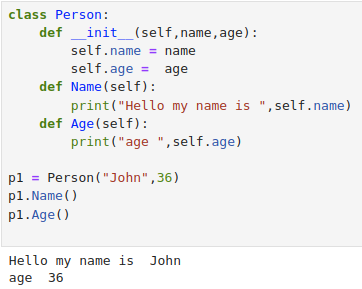 class Person:
    def __init__(self,name,age):
        self.name = name
        self.age =  age
    def Name(self):
        print("Hello my name is ",self.name)
    def Age(self):
        print("age ",self.age)

p1 = Person("John",36)
p1.Name()
p1.Age()

Hello my name is  John
age  36